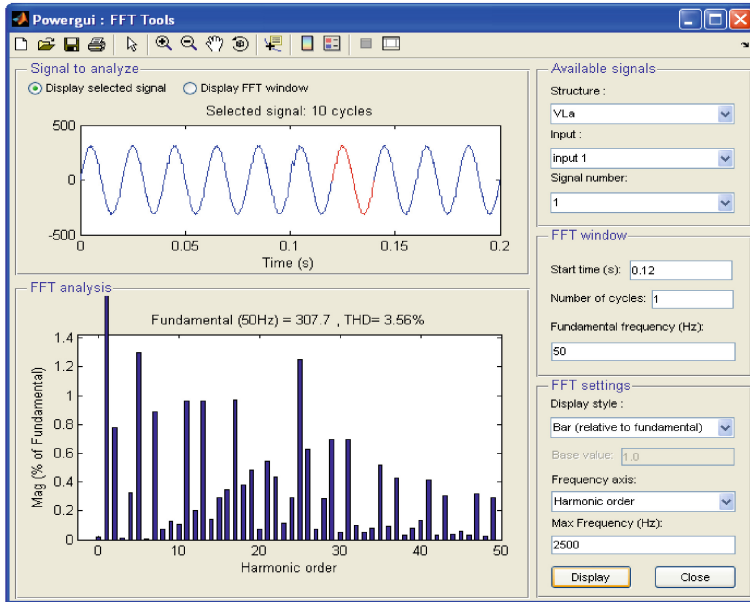 Powergui : FFT Tools
Signal to analyze
Display selected signal
Display FFT window
Selected signal: 10 cycles
500
0
-500
0
0.05
0.1
0.15
0.2
Time (s)
FFT analysis
Fundamental (50Hz) = 307.7 , THD= 3.56%
1.4
1.2
1
0.8
0.6
0.4
0.2
0
Mag (% of Fundamental)
0
10
20
30
40
50
Harmonic order
Available signals
Structure :
VLa
Input :
input 1
Signal number:
1
FFT window
Start time (s): 0.12
Number of cycles: 1
Fundamental frequency (Hz):
50
FFT settings
Display style :
Bar (relative to fundamental)
Base value: 1.0
Frequency axis:
Harmonic order
Max Frequency (Hz):
2500
Display
Close